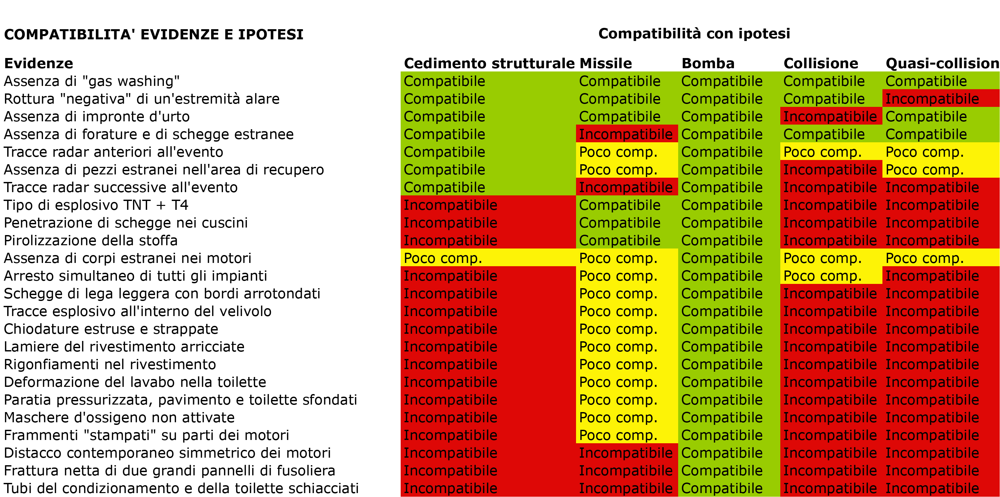 COMPATIBILITA' EVIDENZE E IPOTESI Compatibilità con ipotesi
Evidenze Cedimento strutturale Missile Bomba Collisione Quasi-collision
Assenza di "gas washing" Compatibile Compatibile Compatibile Compatibile Compatibile
Rottura "negativa" di un'estremità alare Compatibile Compatibile Compatibile Compatibile Incompatibile
Assenza di impronte d'urto Compatibile Compatibile Compatibile Incompatibile Compatibile
Assenza di forature e di schegge estranee Compatibile Incompatibile Compatibile Compatibile Compatibile
Tracce radar anteriori all'evento Compatibile Poco comp. Compatibile Poco comp. Poco comp.
Assenza di pezzi estranei nell'area di recupero Compatibile Poco comp. Compatibile Incompatibile Poco comp.
Tracce radar successive all'evento Compatibile Incompatibile Compatibile Incompatibile Incompatibile
Tipo di esplosivo TNT + T4 Incompatibile Compatibile Compatibile Incompatibile Incompatibile
Penetrazione di schegge nei cuscini Incompatibile Compatibile Compatibile Incompatibile Incompatibile
Pirolizzazione della stoffa Incompatibile Compatibile Compatibile Incompatibile Incompatibile
Assenza di corpi estranei nei motori Poco comp. Poco comp. Compatibile Poco comp. Poco comp.
Arresto simultaneo di tutti gli impianti Incompatibile Poco comp. Compatibile Poco comp. Incompatibile
Schegge di lega leggera con bordi arrotondati Incompatibile Poco comp. Compatibile Incompatibile Incompatibile
Tracce esplosivo all'interno del velivolo Incompatibile Poco comp. Compatibile Incompatibile Incompatibile
Chiodature estruse e strappate Incompatibile Poco comp. Compatibile Incompatibile Incompatibile
Lamiere del rivestimento arricciate Incompatibile Poco comp. Compatibile Incompatibile Incompatibile
Rigonfiamenti nel rivestimento Incompatibile Poco comp. Compatibile Incompatibile Incompatibile
Deformazione del lavabo nella toilette Incompatibile Poco comp. Compatibile Incompatibile Incompatibile
Paratia pressurizzata, pavimento e toilette sfondati Incompatibile Poco comp. Compatibile Incompatibile Incompatibile
Maschere d'ossigeno non attivate Incompatibile Poco comp. Compatibile Incompatibile Incompatibile
Frammenti "stampati" su parti dei motori Incompatibile Poco comp. Compatibile Incompatibile Incompatibile
Distacco contemporaneo simmetrico dei motori Incompatibile Incompatibile Compatibile Incompatibile Incompatibile
Frattura netta di due grandi pannelli di fusoliera Incompatibile Incompatibile Compatibile Incompatibile Incompatibile
Tubi del condizionamento e della toilette schiacciati Incompatibile Incompatibile Compatibile Incompatibile Incompatibile